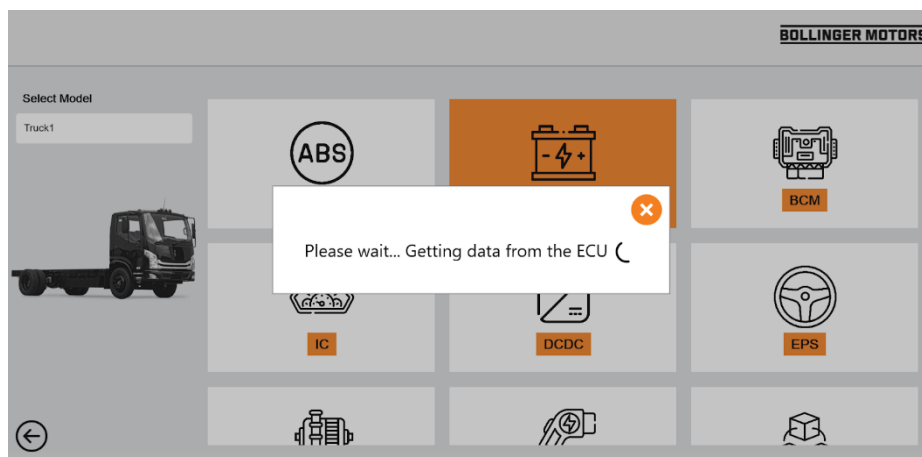 BOLLINGER MOTORS
Select Model
Truck1
ABS
BCM
Please wait... Getting data from the ECU
IC
DCDC
EPS